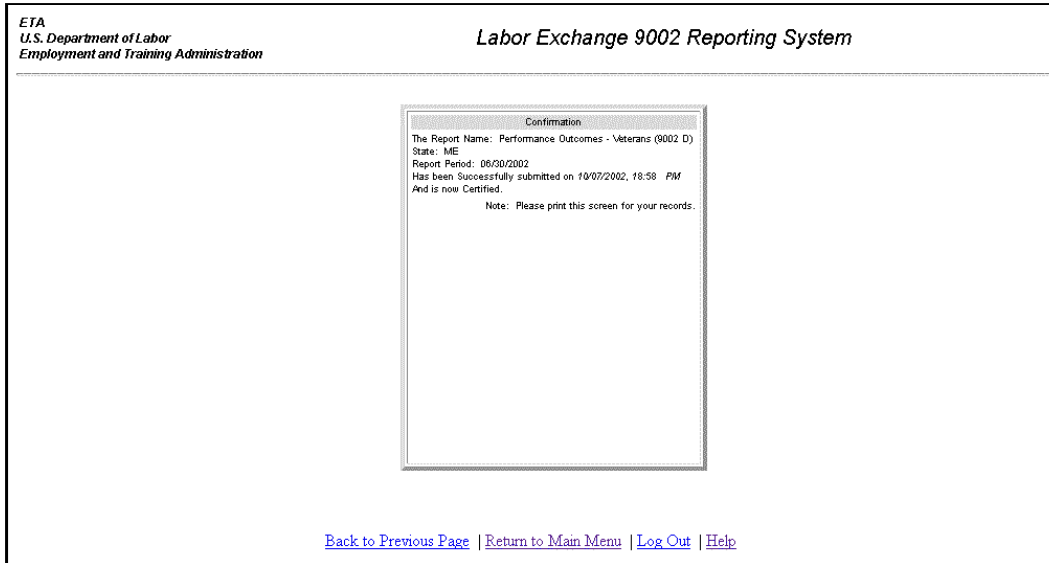 ETA
U.S. Department of Labor
Employment and Training Administration
Labor Exchange 9002 Reporting System
Confirmation
The Report Name: Performance Outcomes - Veterans (9002 D)
State: ME
Report Period: 06/30/2002
Has been Successfully submitted on 10/07/2002, 18:58 PM
And is now Certified.
Note: Please print this screen for your records.
Back to Previous Page | Return to Main Menu | Log Out | Help